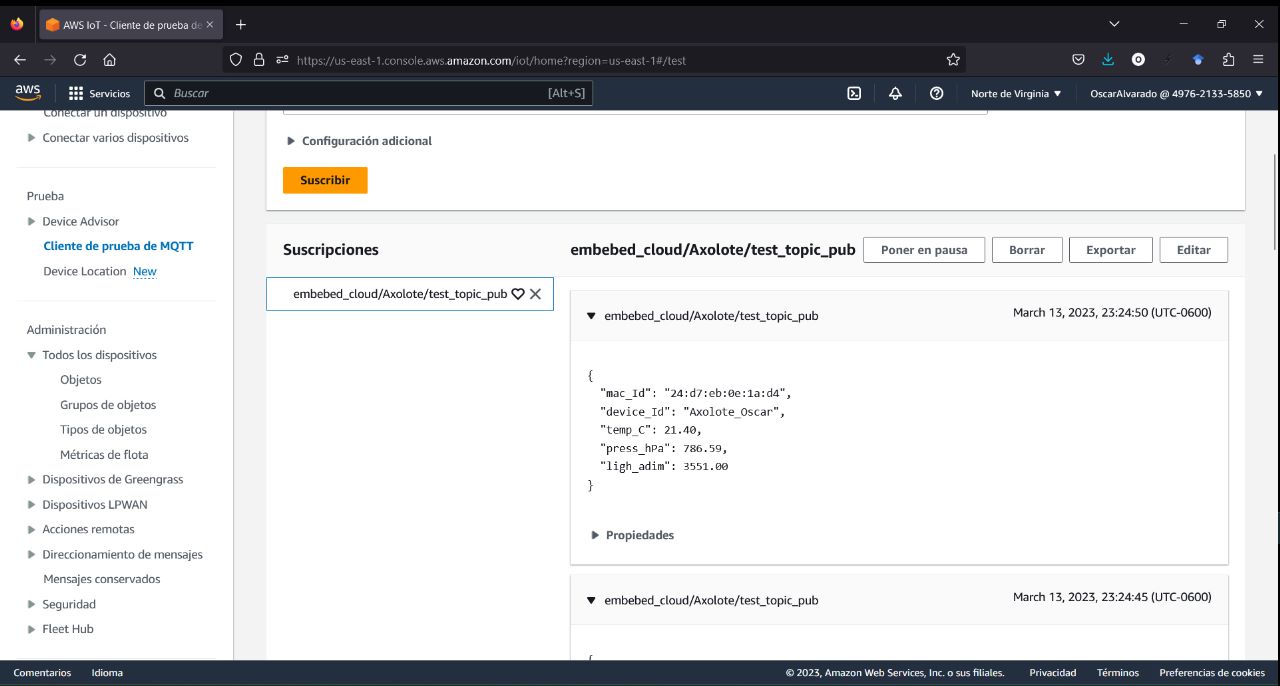 AWS IoT - Cliente de prueba de
https://us-east-1.console.aws.amazon.com/iot/home?region=us-east-1#/test
aws
Servicios
Buscar
[Alt+S]
Norte de Virginia
OscarAlvarado @ 4976-2133-5850
Conectar un dispositivo
Conectar varios dispositivos
Prueba
Device Advisor
Cliente de prueba de MQTT
Device Location New
Administración
Todos los dispositivos
Objetos
Grupos de objetos
Tipos de objetos
Métricas de flota
Dispositivos de Greengrass
Dispositivos LPWAN
Acciones remotas
Direccionamiento de mensajes
Mensajes conservados
Seguridad
Fleet Hub
Configuración adicional
Suscribir
Suscripciones
embebed_cloud/Axolote/test_topic_pub
embebed_cloud/Axolote/test_topic_pub
Poner en pausa
Borrar
Exportar
Editar
embebed_cloud/Axolote/test_topic_pub
March 13, 2023, 23:24:50 (UTC-0600)
{
"mac_Id": "24:d7:eb:0e:1a:d4",
"device_Id": "Axolote_Oscar",
"temp_C": 21.40,
"press_hPa": 786.59,
"ligh_adim": 3551.00
}
Propiedades
embebed_cloud/Axolote/test_topic_pub
March 13, 2023, 23:24:45 (UTC-0600)
{
Comentarios
Idioma
© 2023, Amazon Web Services, Inc. o sus filiales.
Privacidad
Términos
Preferencias de cookies